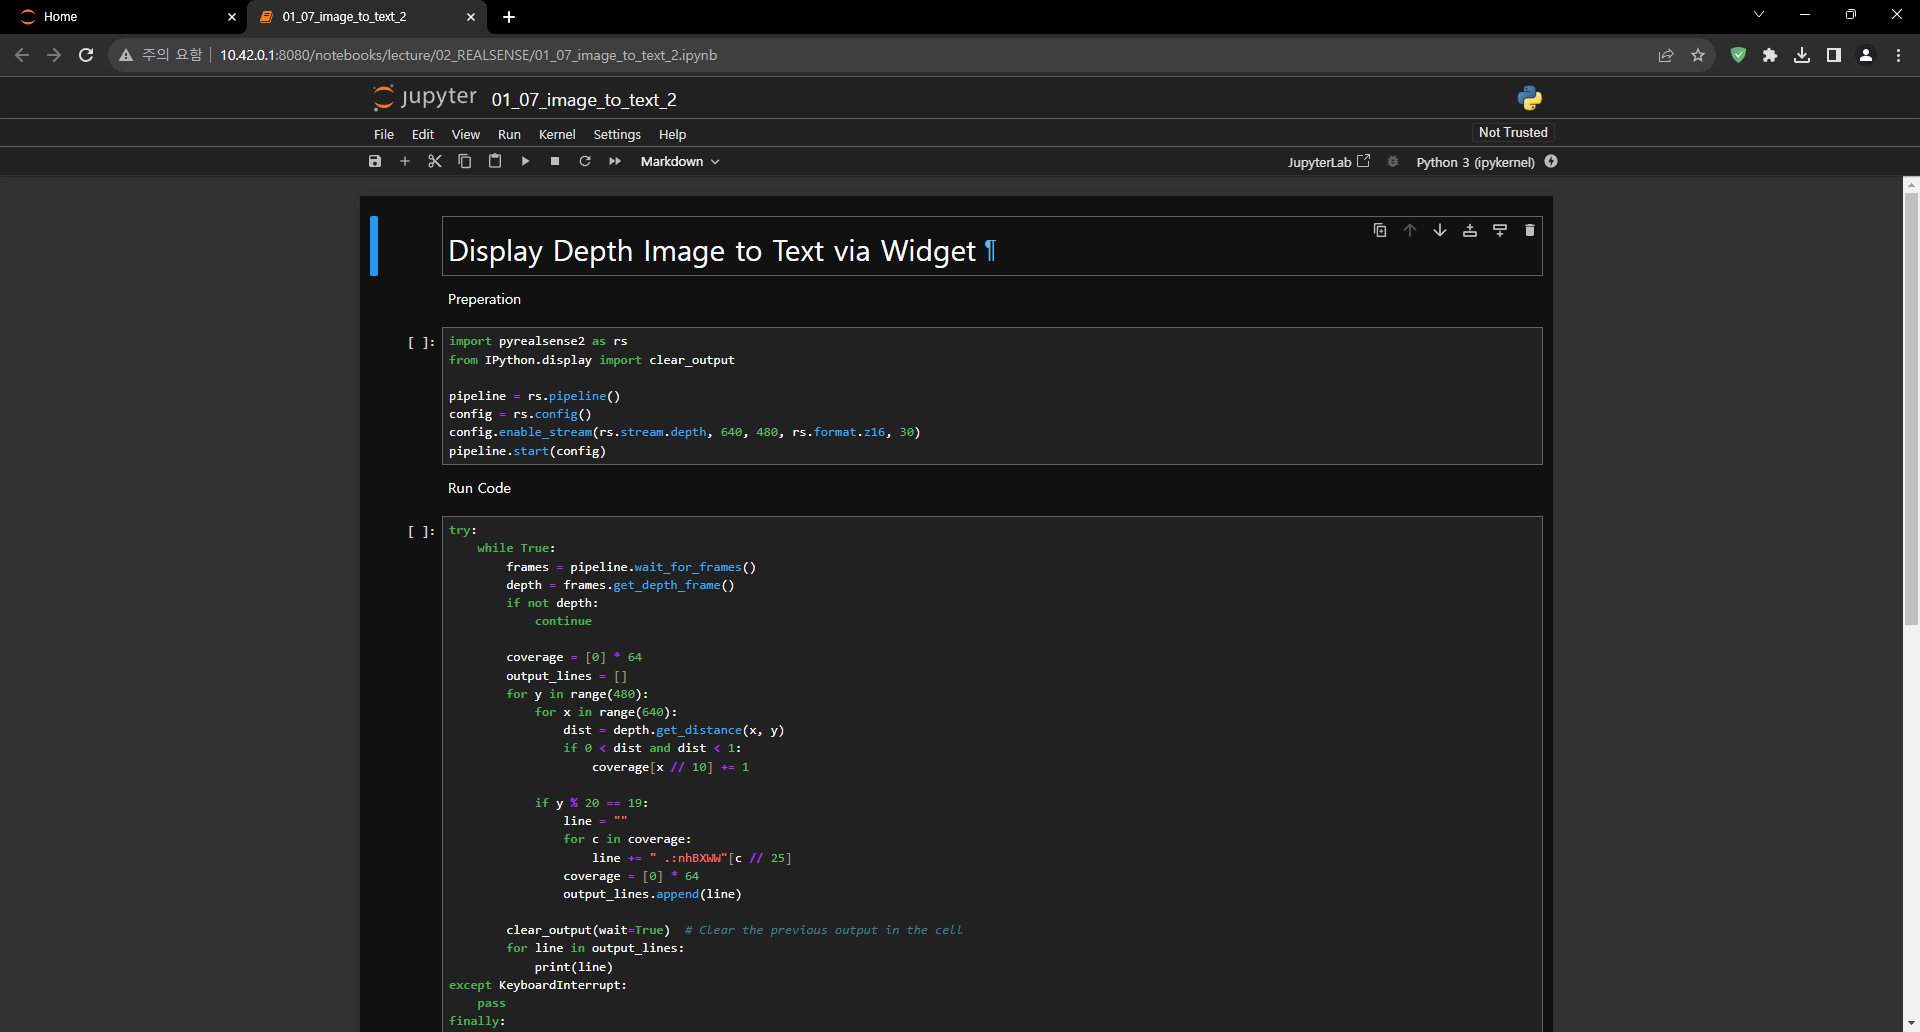 Home
01_07_image_to_text_2
주의 요함
10.42.0.1:8080/notebooks/lecture/02_REALSENSE/01_07_image_to_text_2.ipynb
jupyter 01_07_image_to_text_2
File Edit View Run Kernel Settings Help
Not Trusted
Markdown
JupyterLab
Python 3 (ipykernel)
Display Depth Image to Text via Widget ¶
Preperation
[ ]:
import pyrealsense2 as rs
from IPython.display import clear_output

pipeline = rs.pipeline()
config = rs.config()
config.enable_stream(rs.stream.depth, 640, 480, rs.format.z16, 30)
pipeline.start(config)
Run Code
[ ]:
try:
    while True:
        frames = pipeline.wait_for_frames()
        depth = frames.get_depth_frame()
        if not depth:
            continue

        coverage = [0] * 64
        output_lines = []
        for y in range(480):
            for x in range(640):
                dist = depth.get_distance(x, y)
                if 0 < dist and dist < 1:
                    coverage[x // 10] += 1

            if y % 20 == 19:
                line = ""
                for c in coverage:
                    line += " .:nhBXWW"[c // 25]
                coverage = [0] * 64
                output_lines.append(line)

        clear_output(wait=True)  # Clear the previous output in the cell
        for line in output_lines:
            print(line)
except KeyboardInterrupt:
    pass
finally: